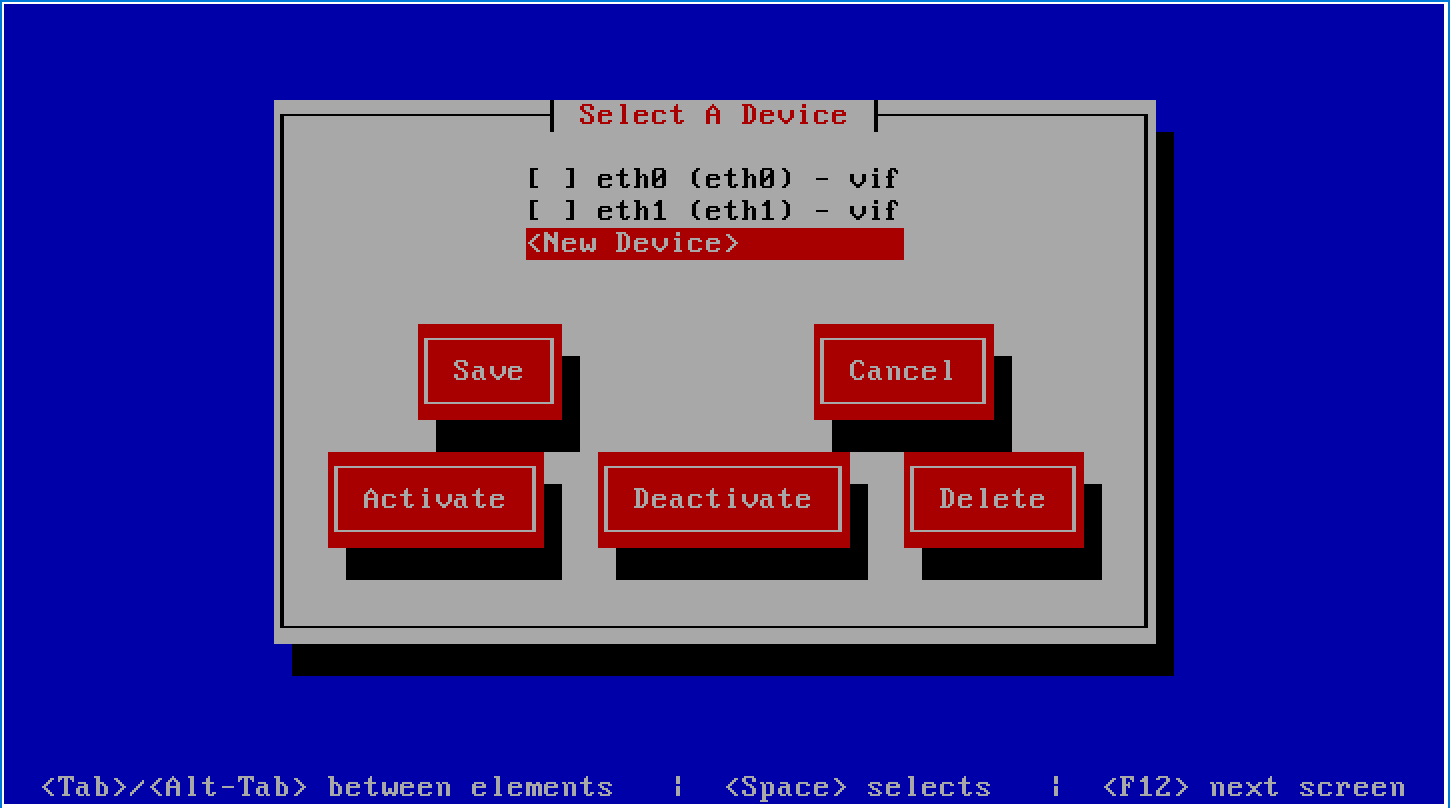 Select A Device
[ ] eth0 (eth0) - vif
[ ] eth1 (eth1) - vif
<New Device>
Save Cancel
Activate Deactivate Delete
<Tab>/<Alt-Tab> between elements | <Space> selects | <F12> next screen